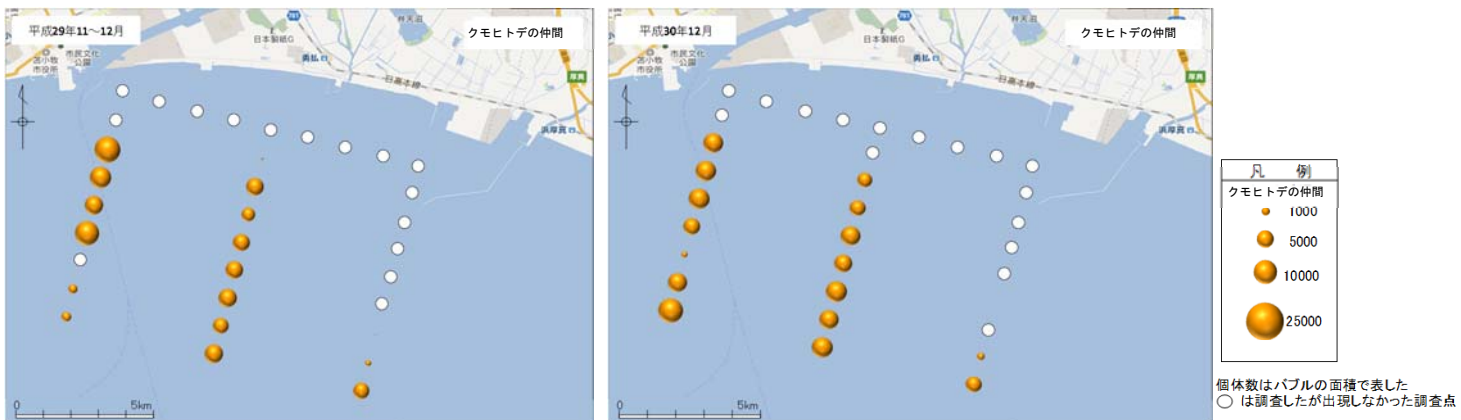 平成29年11～12月
クモヒトデの仲間
781
弁天沼
日本製紙G
市民文化
公園
苫小牧
市役所
勇払
日高本線
厚真
浜厚真
0
5km
平成30年12月
クモヒトデの仲間
781
弁天沼
日本製紙G
市民文化
公園
苫小牧
市役所
勇払
日高本線
厚真
浜厚真
0
5km
凡 例
クモヒトデの仲間
1000
5000
10000
25000
個体数はバブルの面積で表した
は調査したが出現しなかった調査点